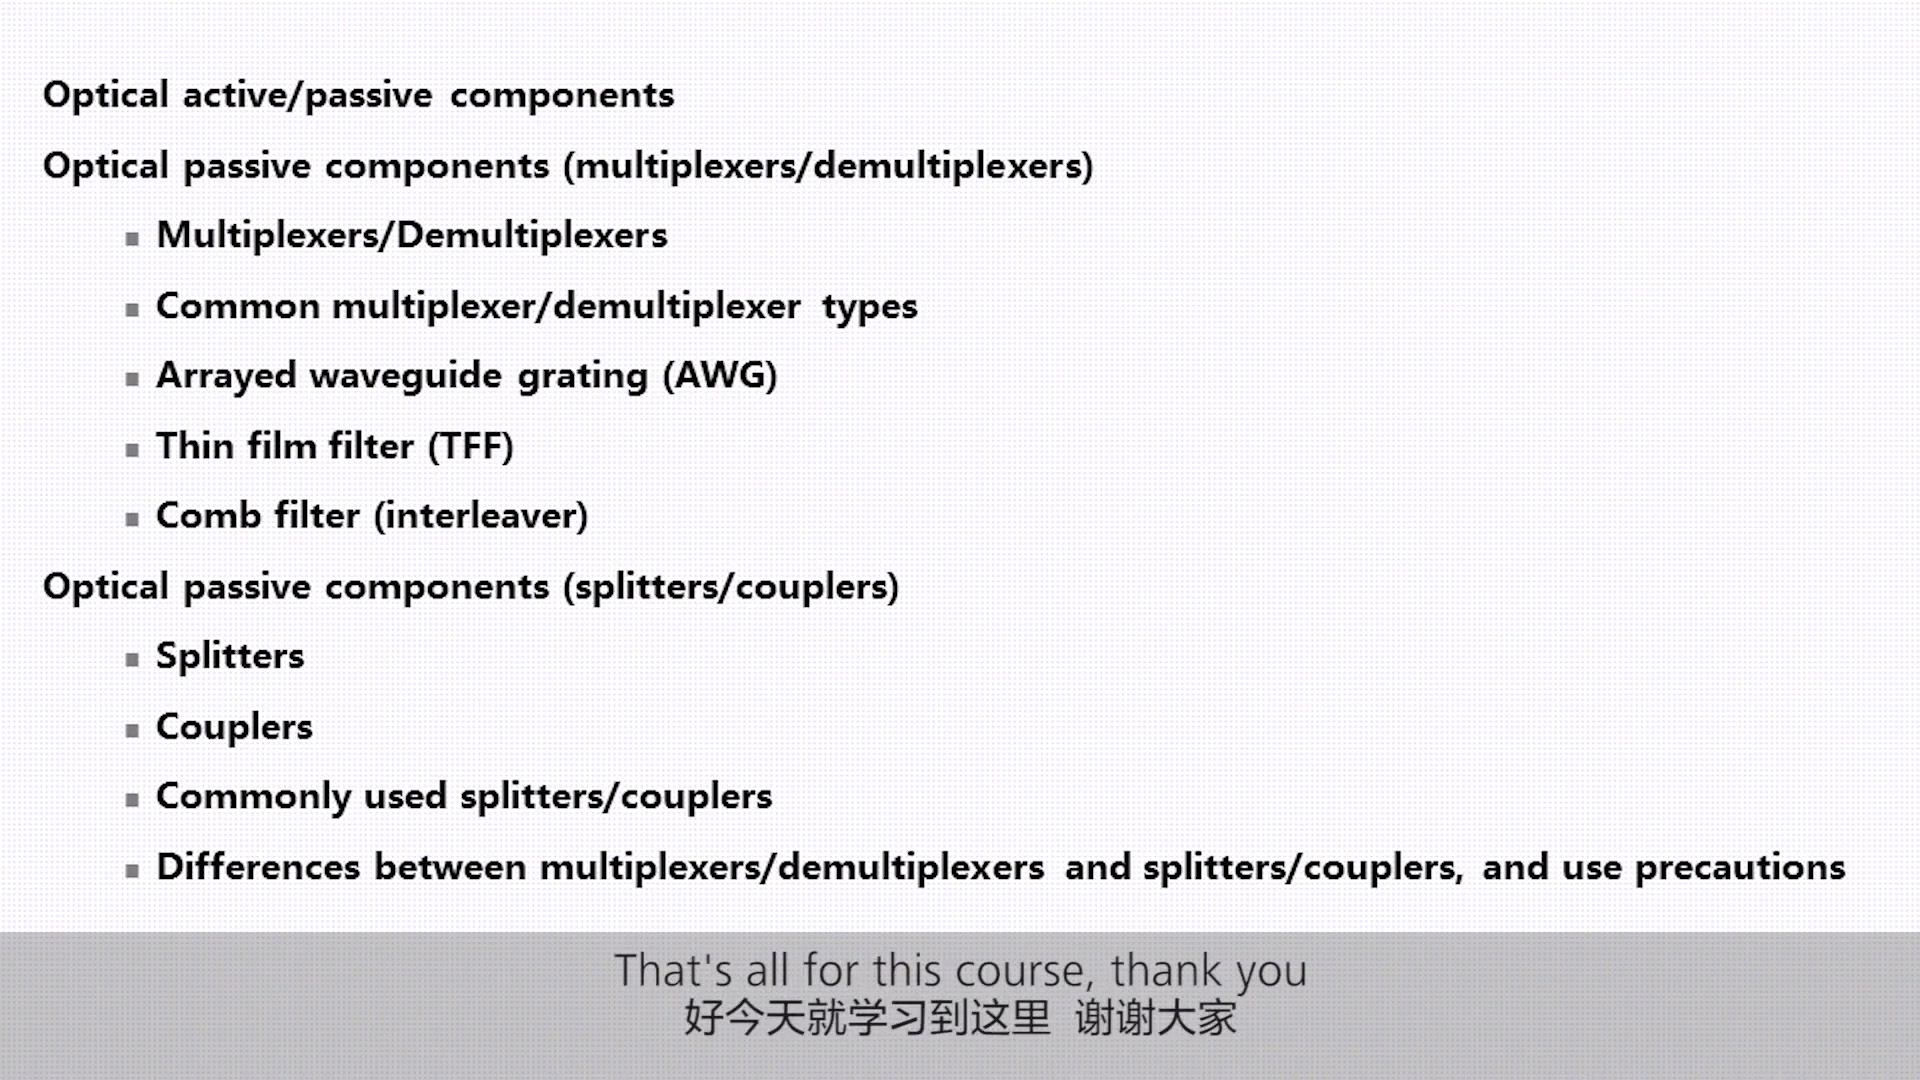 Optical active/passive components
Optical passive components (multiplexers/demultiplexers)
Multiplexers/Demultiplexers
Common multiplexer/demultiplexer types
Arrayed waveguide grating (AWG)
Thin film filter (TFF)
Comb filter (interleaver)
Optical passive components (splitters/couplers)
Splitters
Couplers
Commonly used splitters/couplers
Differences between multiplexers/demultiplexers and splitters/couplers, and use precautions
That's all for this course, thank you
好今天就学习到这里 谢谢大家